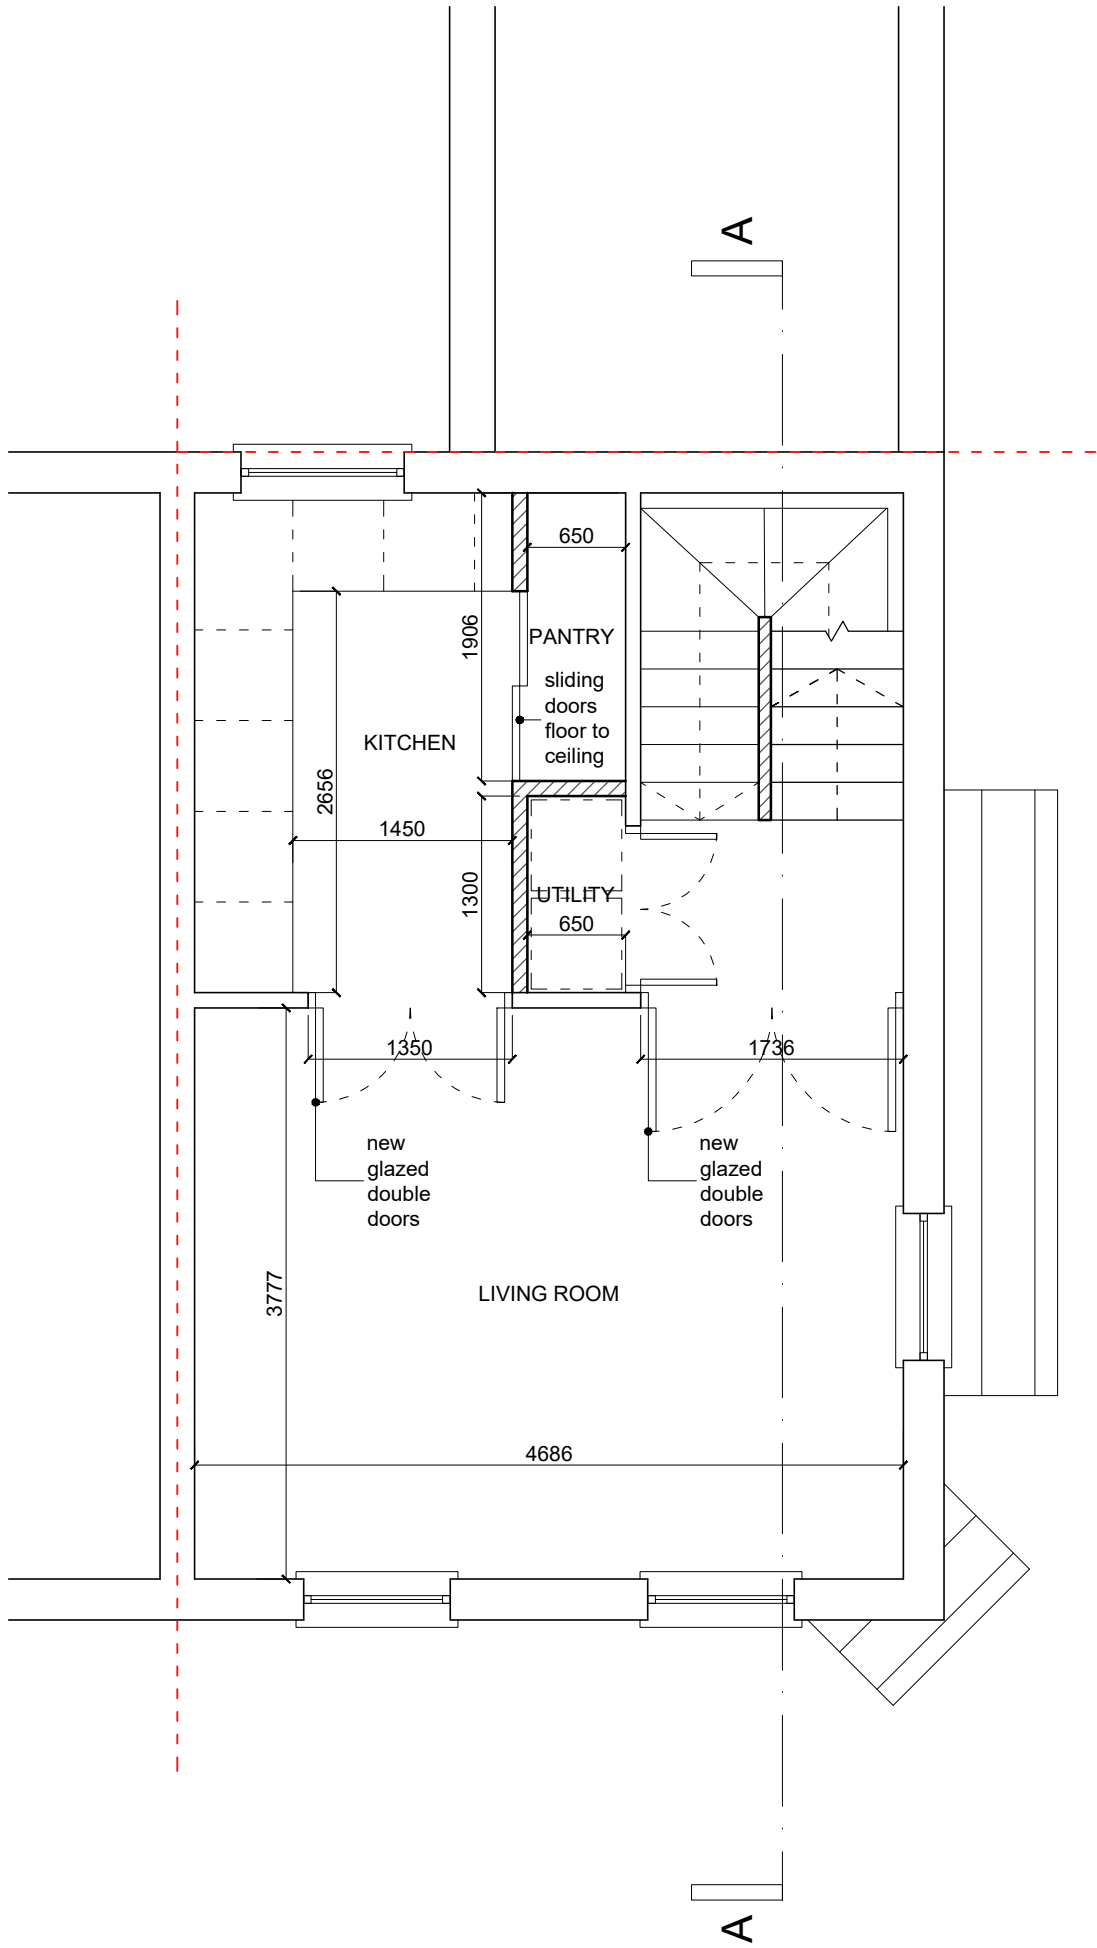 A
650
1906
PANTRY
sliding
doors
floor to
ceiling
KITCHEN
2656
1450
1300
UTILITY
650
1350
1736
new
glazed
double
doors
new
glazed
double
doors
3777
LIVING ROOM
4686
A